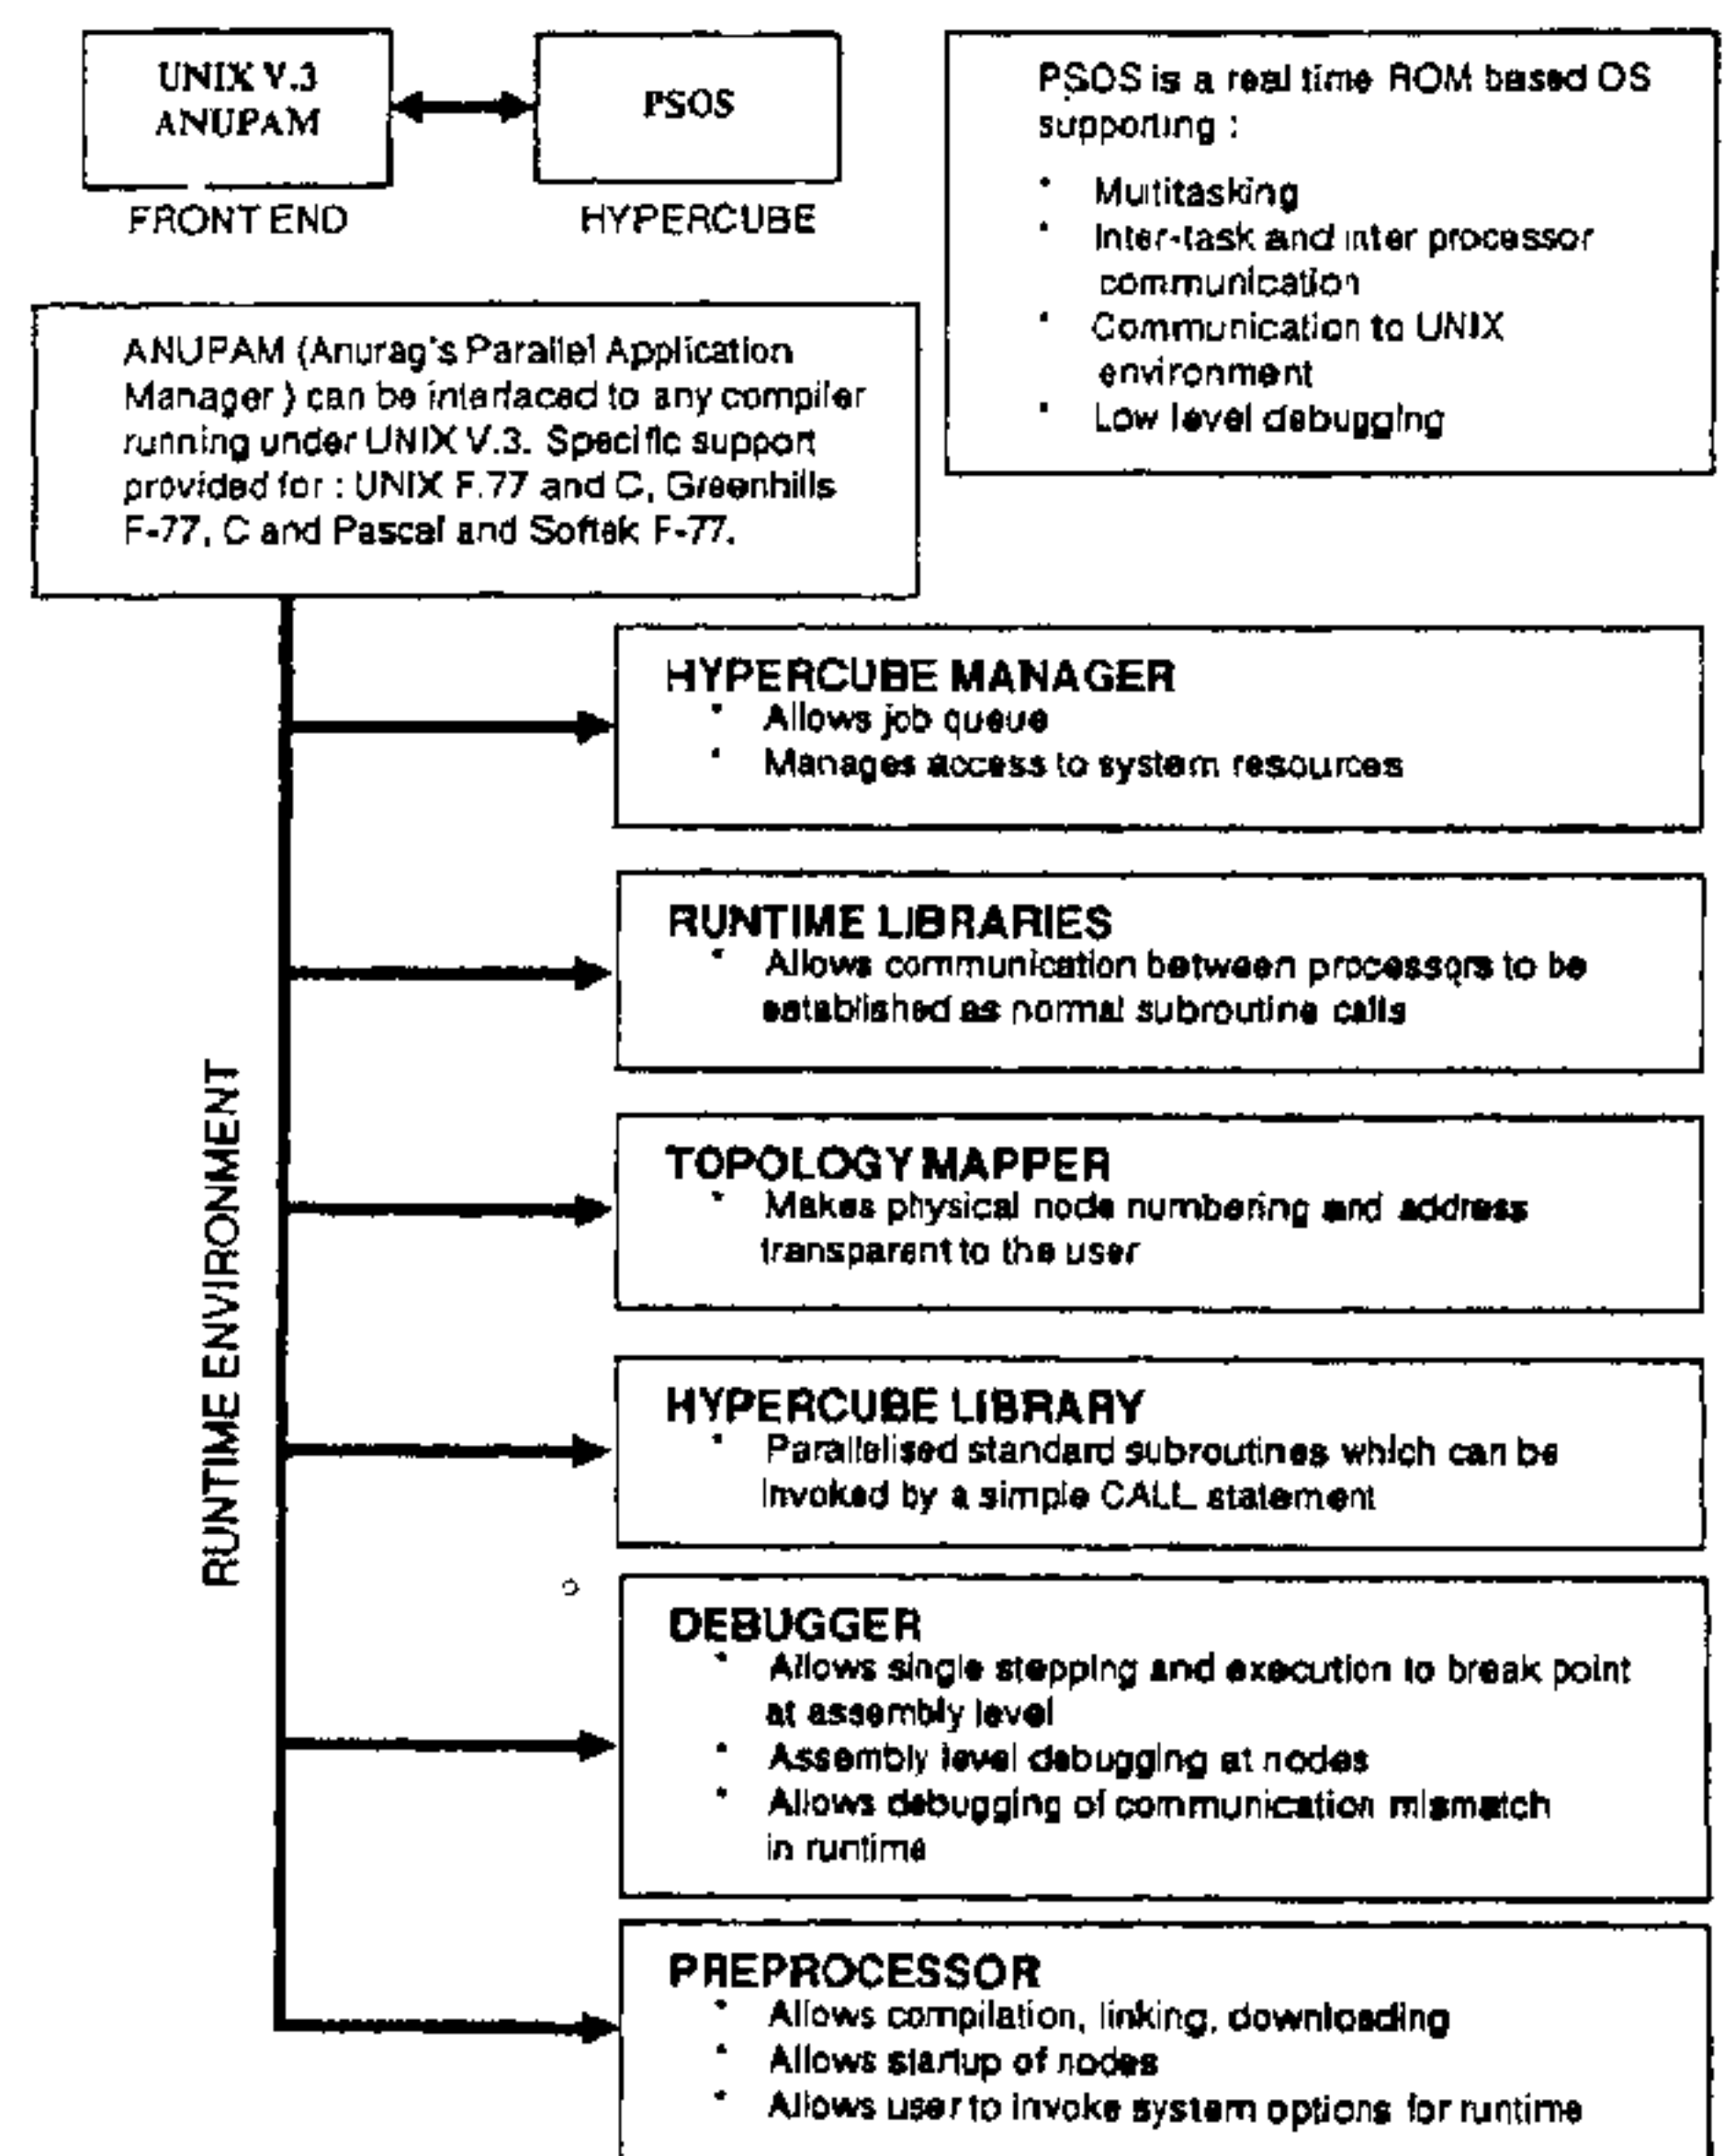 UNIX V.3
ANUPAM
PSOS
FRONT END
HYPERCUBE
PSOS is a real time ROM based OS
supporting :
* Multitasking
* Inter-task and inter processor
communication
* Communication to UNIX
environment
* Low level debugging
ANUPAM (Anurag's Parallel Application
Manager ) can be interfaced to any compiler
running under UNIX V.3. Specific support
provided for : UNIX F.77 and C, Greenhills
F-77, C and Pascal and Softek F-77.
RUNTIME ENVIRONMENT
HYPERCUBE MANAGER
* Allows job queue
* Manages access to system resources
RUNTIME LIBRARIES
* Allows communication between processors to be
established as normal subroutine calls
TOPOLOGY MAPPER
* Makes physical node numbering and address
transparent to the user
HYPERCUBE LIBRARY
* Parallelised standard subroutines which can be
invoked by a simple CALL statement
DEBUGGER
* Allows single stepping and execution to break point
at assembly level
* Assembly level debugging at nodes
* Allows debugging of communication mismatch
in runtime
PREPROCESSOR
* Allows compilation, linking, downloading
* Allows startup of nodes
* Allows user to invoke system options for runtime